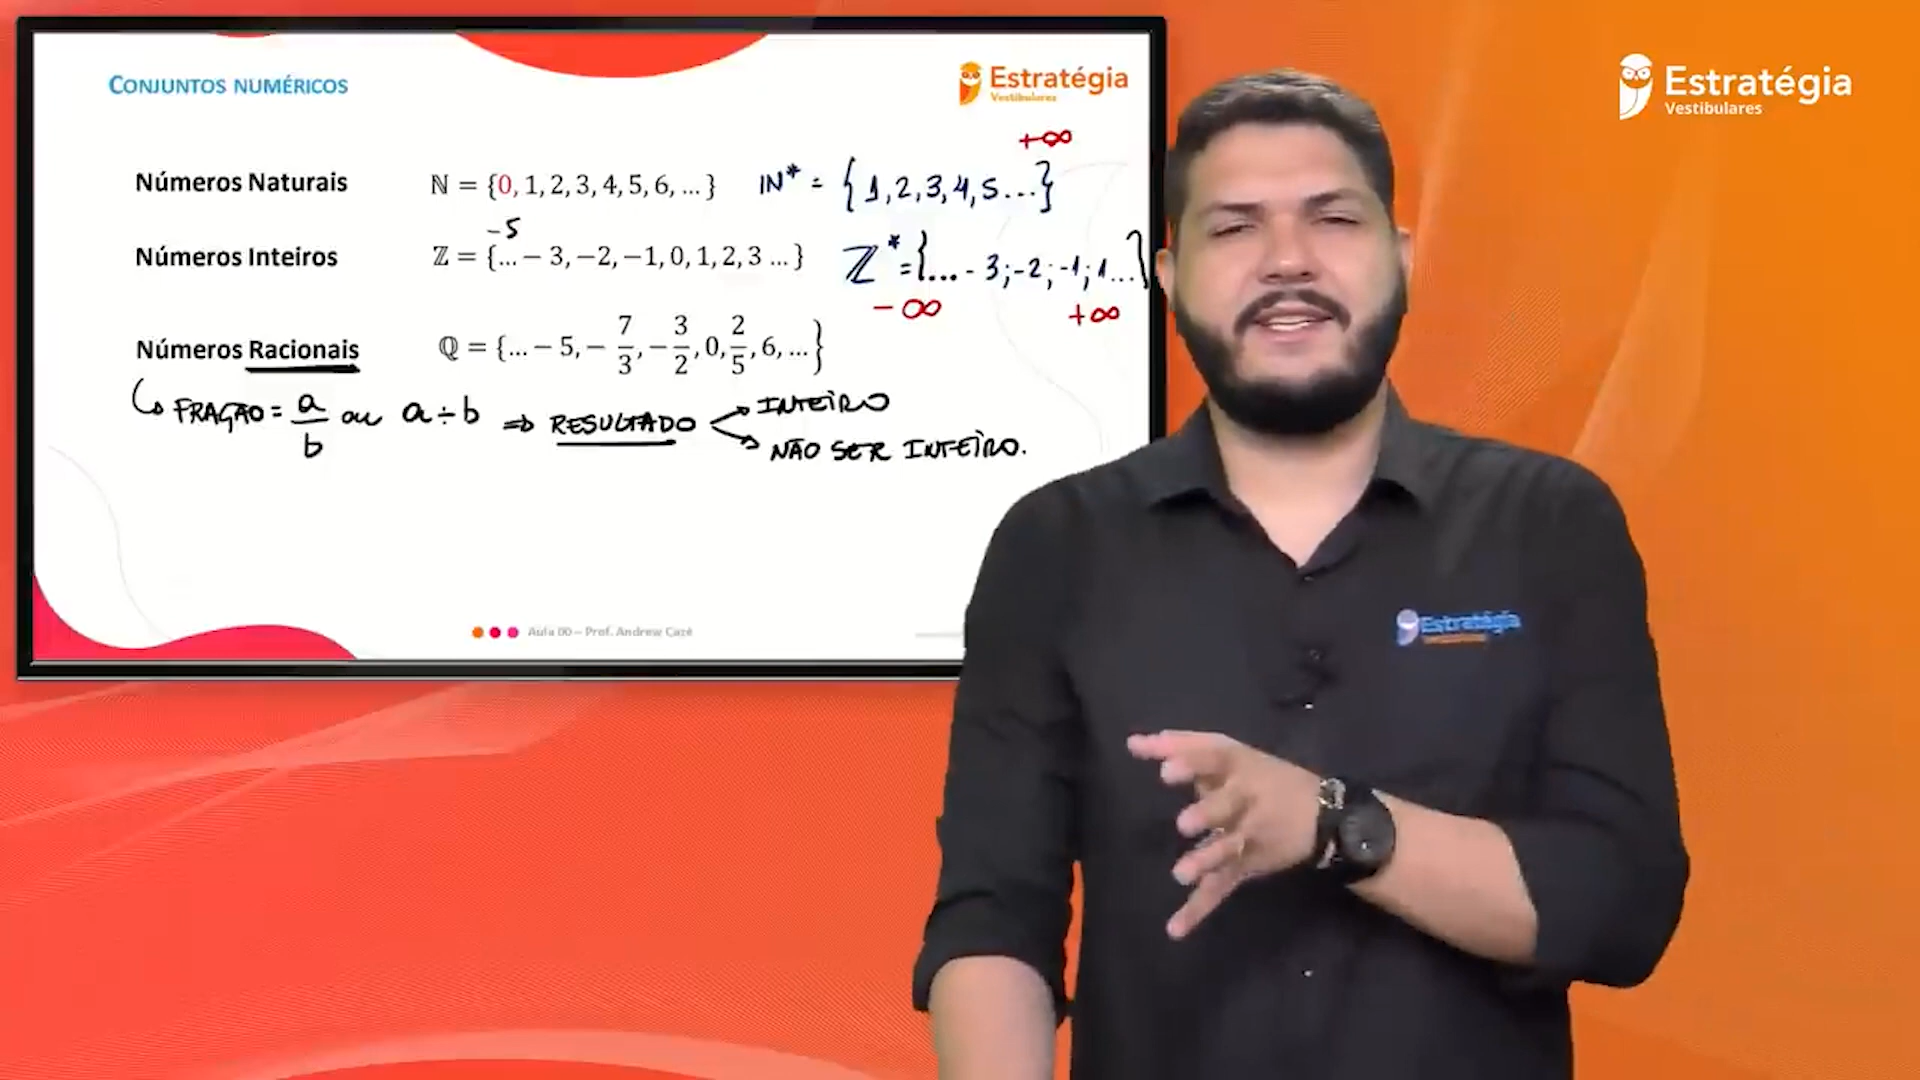 CONJUNTOS NUMÉRICOS
Estratégia
Vestibulares
Estratégia
Vestibulares
+∞
Números Naturais ℕ = {0, 1, 2, 3, 4, 5, 6, ... } IN* = {1, 2, 3, 4, 5...}
-5
Números Inteiros ℤ = {... − 3, −2, −1, 0, 1, 2, 3 ... } ℤ* = {... -3; -2; -1; 1...}
-∞ +∞
Números Racionais ℚ = {... − 5, − 7/3, − 3/2, 0, 2/5, 6, ... }
↳ FRAÇÃO = a/b ou a ÷ b ⇒ RESULTADO → INTEIRO
→ NÃO SER INTEIRO.
Estratégia
Aula 00 – Prof. Andrew Cazé